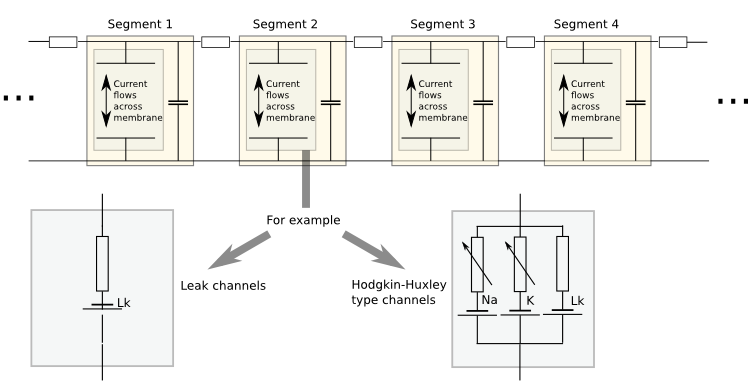 Segment 1
Segment 2
Segment 3
Segment 4
Current
flows
across
membrane
Current
flows
across
membrane
Current
flows
across
membrane
Current
flows
across
membrane
For example
Leak channels
Hodgkin-Huxley
type channels
Lk
Na
K
Lk